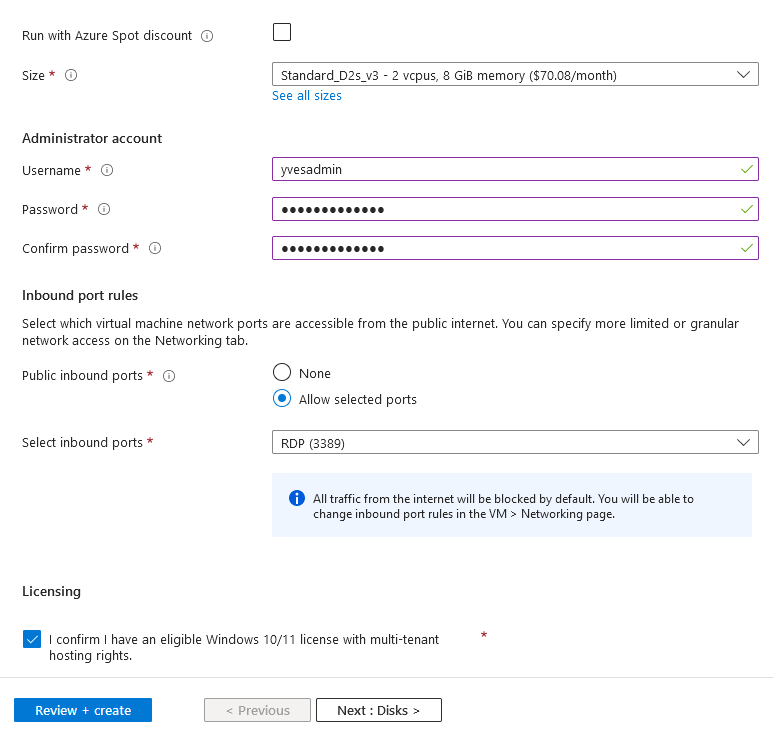 Run with Azure Spot discount
Size *
Standard_D2s_v3 - 2 vcpus, 8 GiB memory ($70.08/month)
See all sizes
Administrator account
Username *
yvesadmin
Password *
●●●●●●●●●●●●●
Confirm password *
●●●●●●●●●●●●●
Inbound port rules
Select which virtual machine network ports are accessible from the public internet. You can specify more limited or granular
network access on the Networking tab.
Public inbound ports *
None
Allow selected ports
Select inbound ports *
RDP (3389)
All traffic from the internet will be blocked by default. You will be able to
change inbound port rules in the VM > Networking page.
Licensing
I confirm I have an eligible Windows 10/11 license with multi-tenant *
hosting rights.
Review + create
< Previous
Next : Disks >